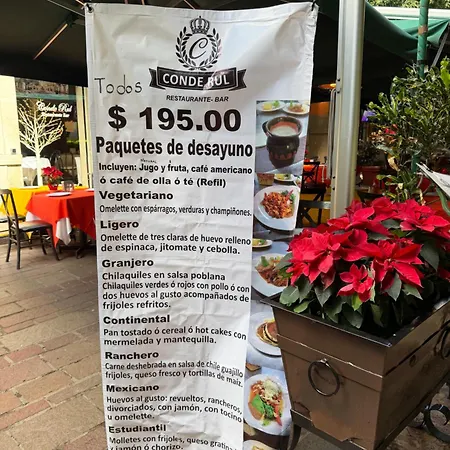 C
CONDE RUL
RESTAURANTE- BAR
Todos
$ 195.00
Paquetes de desayuno
Incluyen: Jugo y fruta, café americano
ó café de olla ó té (Refil)
Vegetariano
Omelette con espárragos, verduras y champiñones.
Ligero
Omelette de tres claras de huevo relleno
de espinaca, jitomate y cebolla.
Granjero
Chilaquiles en salsa poblana
Chilaquiles verdes ó rojos con pollo ó con
dos huevos al gusto acompañados de
frijoles refritos.
Continental
Pan tostado ó cereal ó hot cakes con
mermelada y mantequilla.
Ranchero
Carne deshebrada en salsa de chile guajillo
frijoles, queso fresco y tortillas de maíz.
Mexicano
Huevos al gusto: revueltos, rancheros,
divorciados, con jamón, con tocino
u omelette.
Estudiantil
Molletes con frijoles, queso gratinado
y jamón ó chorizo.
Conde Rul